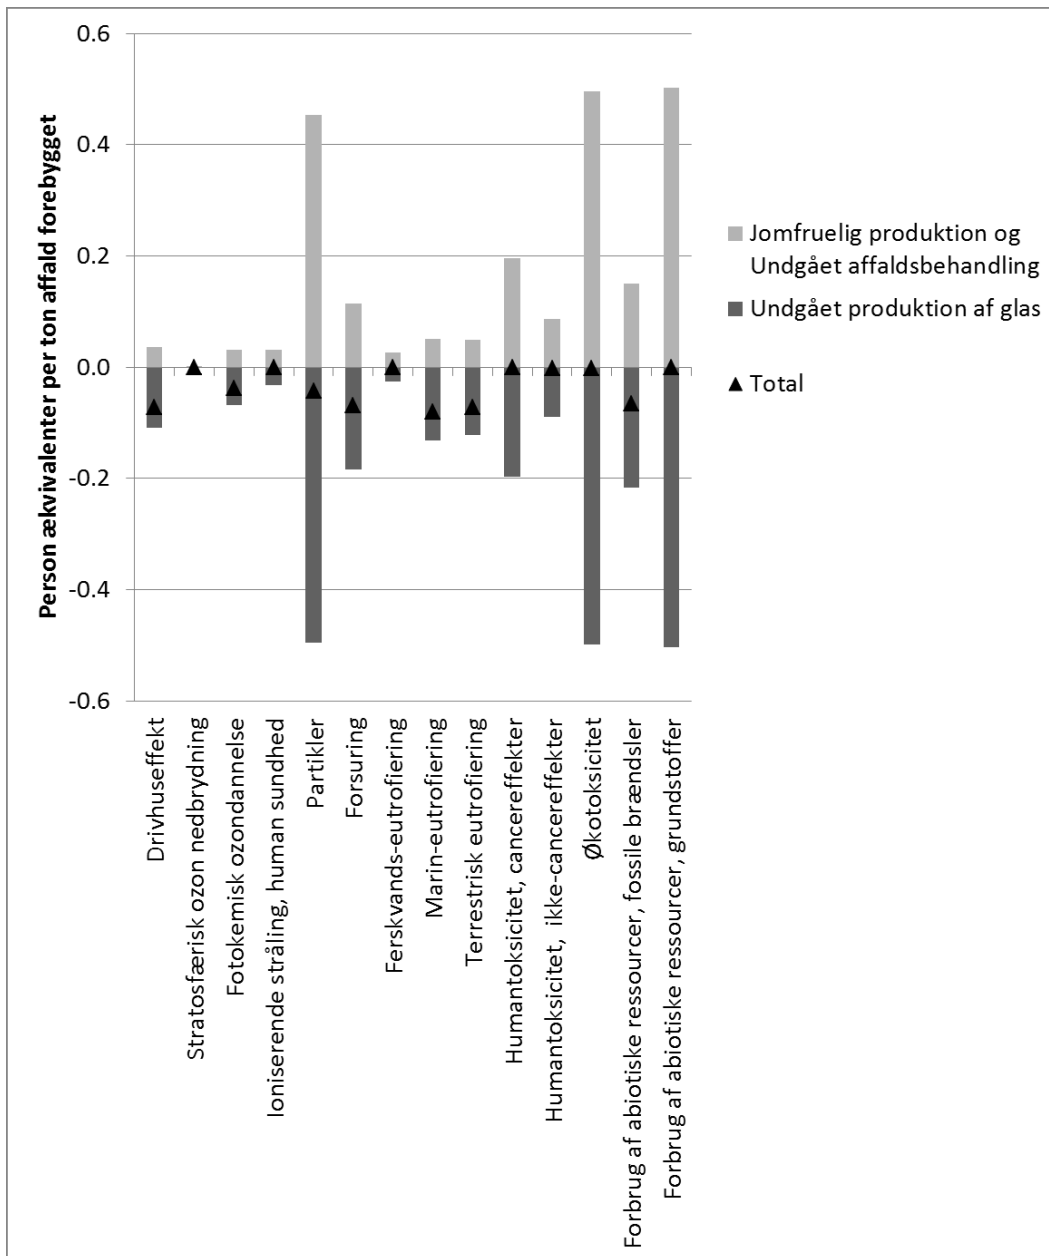 Person ækvivalenter per ton affald forebygget
0.6
0.4
0.2
0.0
-0.2
-0.4
-0.6
Drivhuseffekt
Stratosfærisk ozon nedbrydning
Fotokemisk ozondannelse
Ioniserende stråling, human sundhed
Partikler
Forsuring
Ferskvands-eutrofiering
Marin-eutrofiering
Terrestrisk eutrofiering
Humantoksicitet, cancereffekter
Humantoksicitet, ikke-cancereffekter
Økotoksicitet
Forbrug af abiotiske ressourcer, fossile brændsler
Forbrug af abiotiske ressourcer, grundstoffer
Jomfruelig produktion og
Undgået affaldsbehandling
Undgået produktion af glas
Total